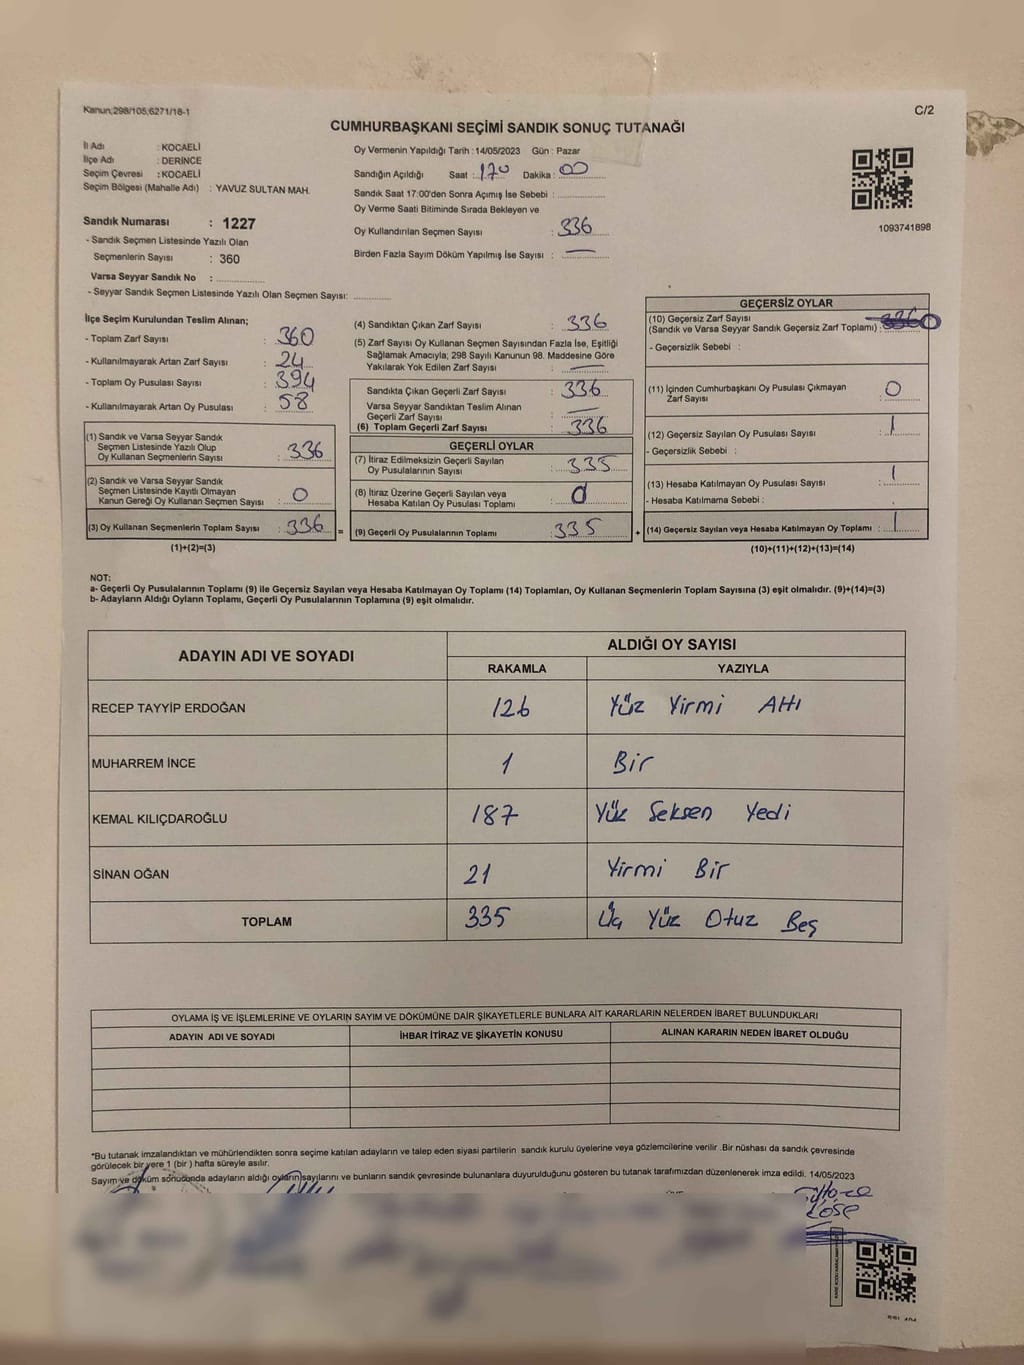 Kanun;298/105;6271/18-1
C/2
CUMHURBAŞKANI SEÇİMİ SANDIK SONUÇ TUTANAĞI
İl Adı : KOCAELİ
İlçe Adı : DERİNCE
Seçim Çevresi : KOCAELİ
Seçim Bölgesi (Mahalle Adı) : YAVUZ SULTAN MAH.
Sandık Numarası : 1227
- Sandık Seçmen Listesinde Yazılı Olan
Seçmenlerin Sayısı : 360
Varsa Seyyar Sandık No :
- Seyyar Sandık Seçmen Listesinde Yazılı Olan Seçmen Sayısı:
Oy Vermenin Yapıldığı Tarih : 14/05/2023 Gün : Pazar
Sandığın Açıldığı Saat : 170 Dakika : 00
Sandık Saat 17:00'den Sonra Açımış İse Sebebi :
Oy Verme Saati Bitiminde Sırada Bekleyen ve
Oy Kullandırılan Seçmen Sayısı : 336
Birden Fazla Sayım Döküm Yapılmış İse Sayısı : —
1093741898
İlçe Seçim Kurulundan Teslim Alınan;
- Toplam Zarf Sayısı : 360
- Kullanılmayarak Artan Zarf Sayısı : 24
- Toplam Oy Pusulası Sayısı : 394
- Kullanılmayarak Artan Oy Pusulası : 58
(1) Sandık ve Varsa Seyyar Sandık
Seçmen Listesinde Yazılı Olup
Oy Kullanan Seçmenlerin Sayısı : 336
(2) Sandık ve Varsa Seyyar Sandık
Seçmen Listesinde Kayıtlı Olmayan
Kanun Gereği Oy Kullanan Seçmen Sayısı : 0
(3) Oy Kullanan Seçmenlerin Toplam Sayısı : 336
=
(1)+(2)=(3)
(4) Sandıktan Çıkan Zarf Sayısı : 336
(5) Zarf Sayısı Oy Kullanan Seçmen Sayısından Fazla İse, Eşitliği
Sağlamak Amacıyla; 298 Sayılı Kanunun 98. Maddesine Göre
Yakılarak Yok Edilen Zarf Sayısı : —
Sandıkta Çıkan Geçerli Zarf Sayısı : 336
Varsa Seyyar Sandıktan Teslim Alınan
Geçerli Zarf Sayısı : —
(6) Toplam Geçerli Zarf Sayısı : 336
GEÇERLİ OYLAR
(7) İtiraz Edilmeksizin Geçerli Sayılan
Oy Pusulalarının Sayısı : 335
(8) İtiraz Üzerine Geçerli Sayılan veya
Hesaba Katılan Oy Pusulası Toplamı : 0
(9) Geçerli Oy Pusulalarının Toplamı : 335
+
GEÇERSİZ OYLAR
(10) Geçersiz Zarf Sayısı
(Sandık ve Varsa Seyyar Sandık Geçersiz Zarf Toplamı) : 0
- Geçersizlik Sebebi :
(11) İçinden Cumhurbaşkanı Oy Pusulası Çıkmayan
Zarf Sayısı : 0
(12) Geçersiz Sayılan Oy Pusulası Sayısı : 1
- Geçersizlik Sebebi :
(13) Hesaba Katılmayan Oy Pusulası Sayısı : 1
- Hesaba Katılmama Sebebi :
(14) Geçersiz Sayılan veya Hesaba Katılmayan Oy Toplamı : 1
(10)+(11)+(12)+(13)=(14)
NOT:
a- Geçerli Oy Pusulalarının Toplamı (9) ile Geçersiz Sayılan veya Hesaba Katılmayan Oy Toplamı (14) Toplamları, Oy Kullanan Seçmenlerin Toplam Sayısına (3) eşit olmalıdır. (9)+(14)=(3)
b- Adayların Aldığı Oyların Toplamı, Geçerli Oy Pusulalarının Toplamına (9) eşit olmalıdır.
ADAYIN ADI VE SOYADI
ALDIĞI OY SAYISI
RAKAMLA YAZIYLA
RECEP TAYYİP ERDOĞAN 126 Yüz Yirmi Altı
MUHARREM İNCE 1 Bir
KEMAL KILIÇDAROĞLU 187 Yüz Seksen Yedi
SİNAN OĞAN 21 Yirmi Bir
TOPLAM 335 Üç Yüz Otuz Beş
OYLAMA İŞ VE İŞLEMLERİNE VE OYLARIN SAYIM VE DÖKÜMÜNE DAİR ŞİKAYETLERLE BUNLARA AİT KARARLARIN NELERDEN İBARET BULUNDUKLARI
ADAYIN ADI VE SOYADI İHBAR İTİRAZ VE ŞİKAYETİN KONUSU ALINAN KARARIN NEDEN İBARET OLDUĞU
*Bu tutanak imzalandıktan ve mühürlendikten sonra seçime katılan adayların ve talep eden siyasi partilerin sandık kurulu üyelerine veya gözlemcilerine verilir .Bir nüshası da sandık çevresinde
görülecek bir yere 1 (bir ) hafta süreyle asılır.
Sayım ve döküm sonucunda adayların aldığı oyların sayılarını ve bunların sandık çevresinde bulunanlara duyurulduğunu gösteren bu tutanak tarafımızdan düzenlenerek imza edildi. 14/05/2023